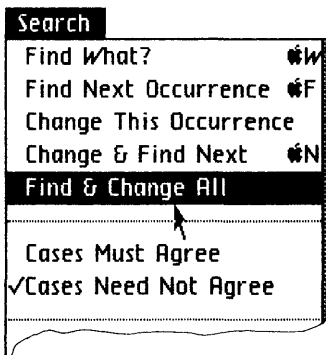 Search
Find What? W
Find Next Occurrence F
Change This Occurrence
Change & Find Next N
Find & Change All
Cases Must Agree
✓Cases Need Not Agree